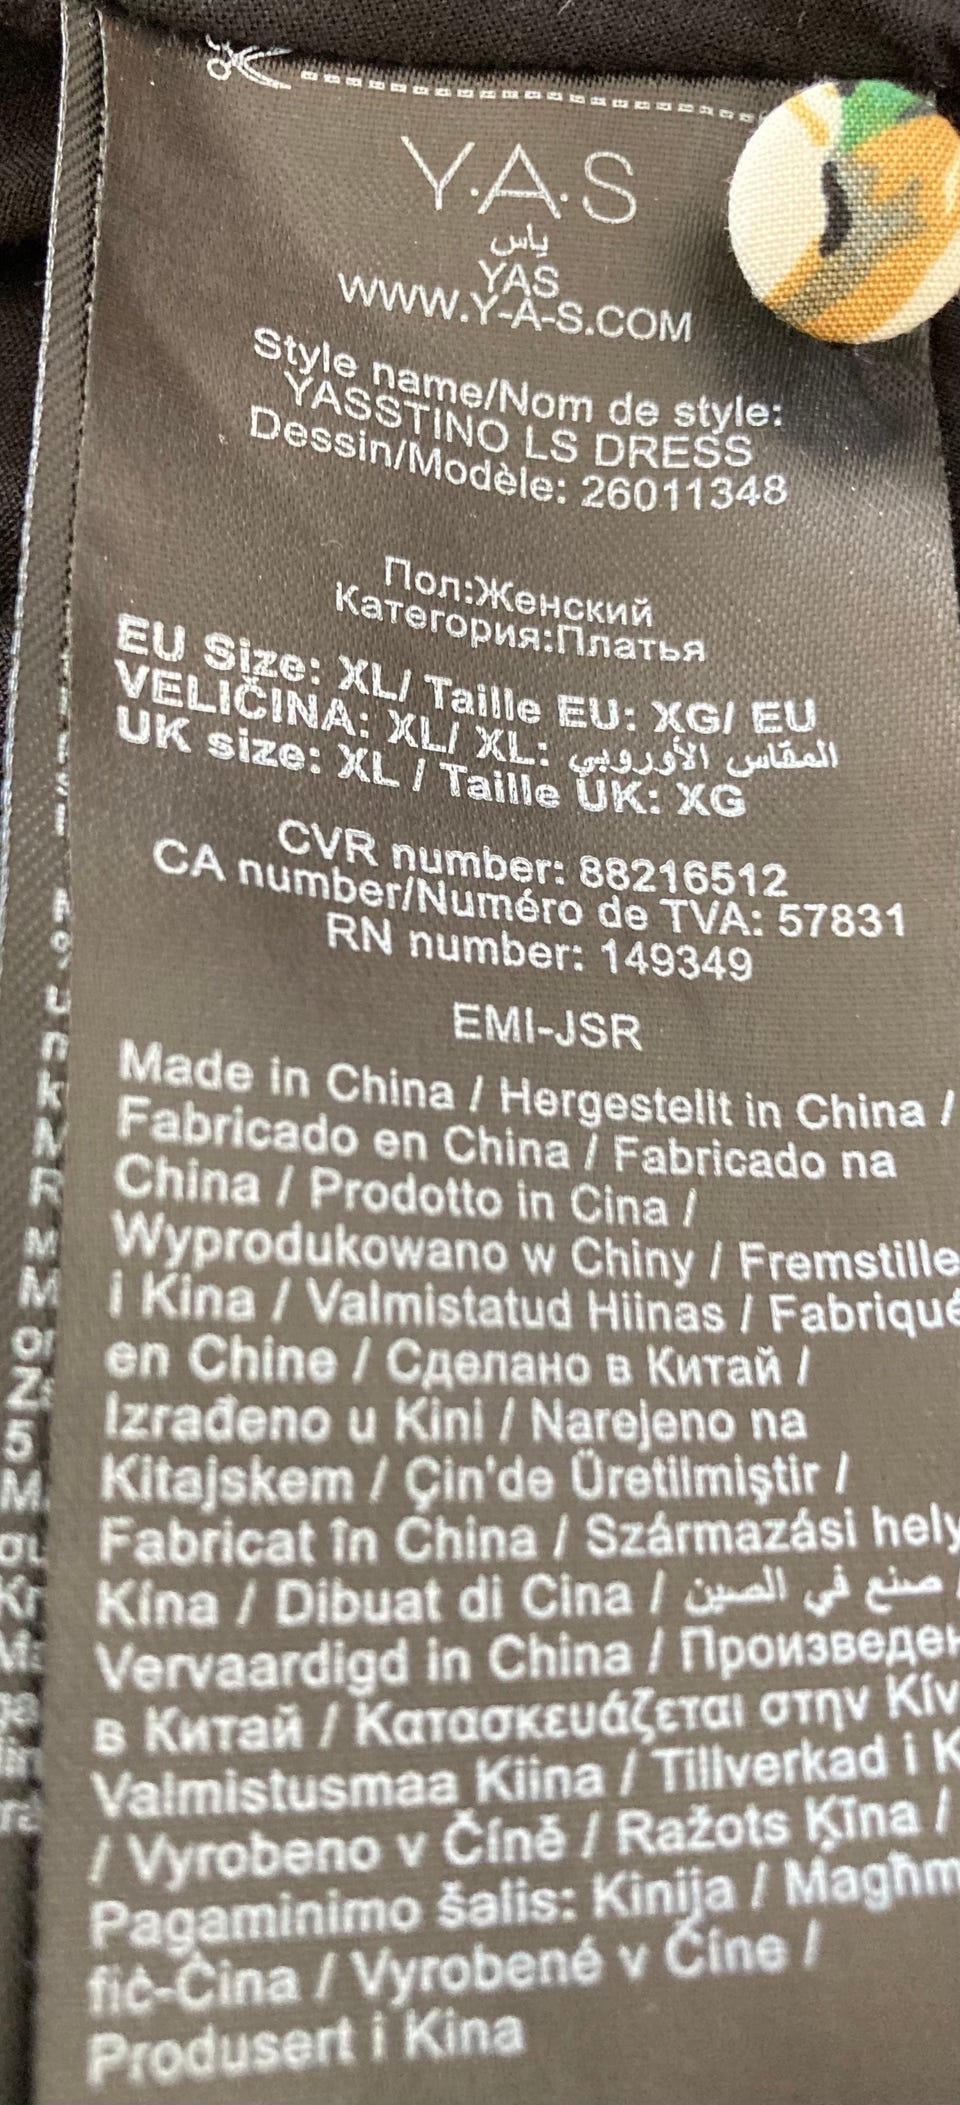 Y.A.S
ياس
YAS
WWW.Y-A-S.COM
Style name/Nom de style:
YASSTINO LS DRESS
Dessin/Modèle: 26011348
Пол:Женский
Категория:Платья
EU Size: XL/ Taille EU: XG/ EU
VELIČINA: XL/ XL: المقاس الأوروبي
UK size: XL / Taille UK: XG
CVR number: 88216512
CA number/Numéro de TVA: 57831
RN number: 149349
EMI-JSR
Made in China / Hergestellt in China /
Fabricado en China / Fabricado na
China / Prodotto in Cina /
Wyprodukowano w Chiny / Fremstille
i Kina / Valmistatud Hiinas / Fabriqué
en Chine / Сделано в Китай /
Izrađeno u Kini / Narejeno na
Kitajskem / Çin'de Üretilmiştir /
Fabricat în China / Származási hely
Kína / Dibuat di Cina / صنع في الصين /
Vervaardigd in China / Произведен
в Китай / Κατασκευάζεται στην Κίν
Valmistusmaa Kiina / Tillverkad i K
/ Vyrobeno v Číně / Ražots Ķīna /
Pagaminimo šalis: Kinija / Magħm
fiċ-Ċina / Vyrobené v Číne /
Produsert i Kina